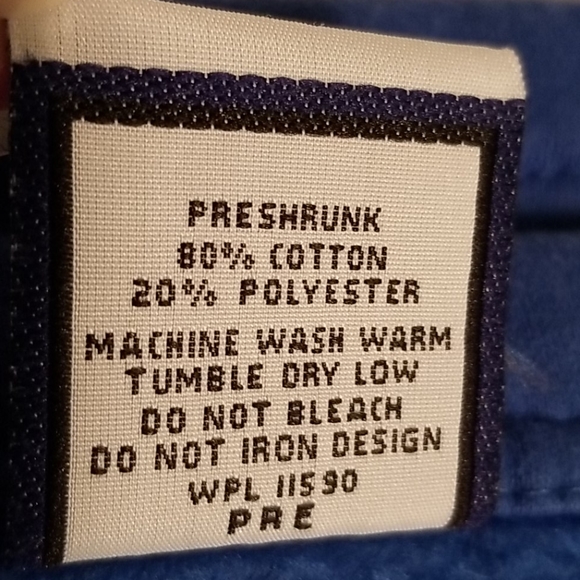 PRESHRUNK
80% COTTON
20% POLYESTER
MACHINE WASH WARM
TUMBLE DRY LOW
DO NOT BLEACH
DO NOT IRON DESIGN
WPL 11590
PRE